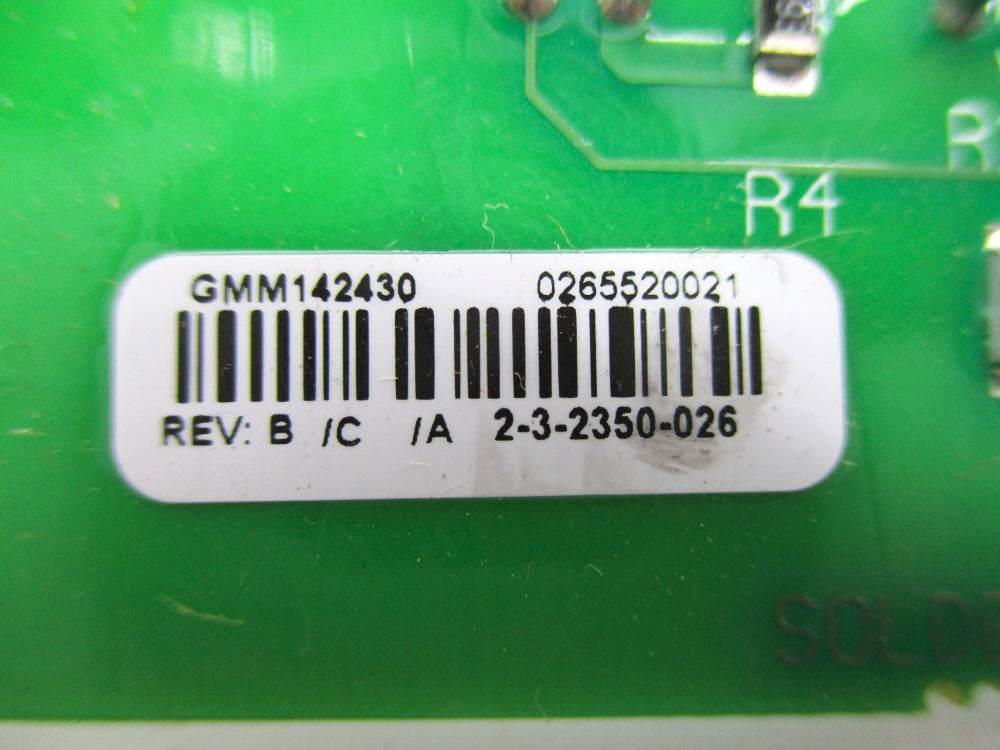 R4
GMM142430 0265520021
REV: B /C /A 2-3-2350-026